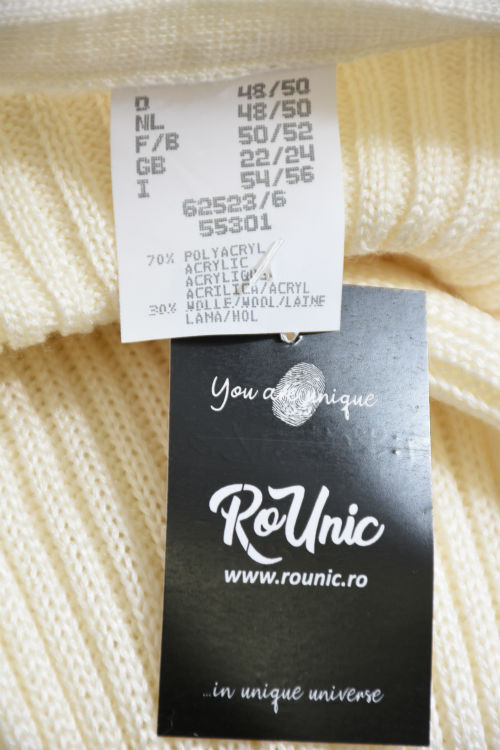 D 48/50
NL 48/50
F/B 50/52
GB 22/24
I 54/56
62523/6
55301
70% POLYACRYL
ACRYLIC
ACRYLIQUE
ACRILICA/ACRYL
30% WOLLE/WOOL/LAINE
LANA/WOL
You are unique
RoUnic
www.rounic.ro
...in unique universe